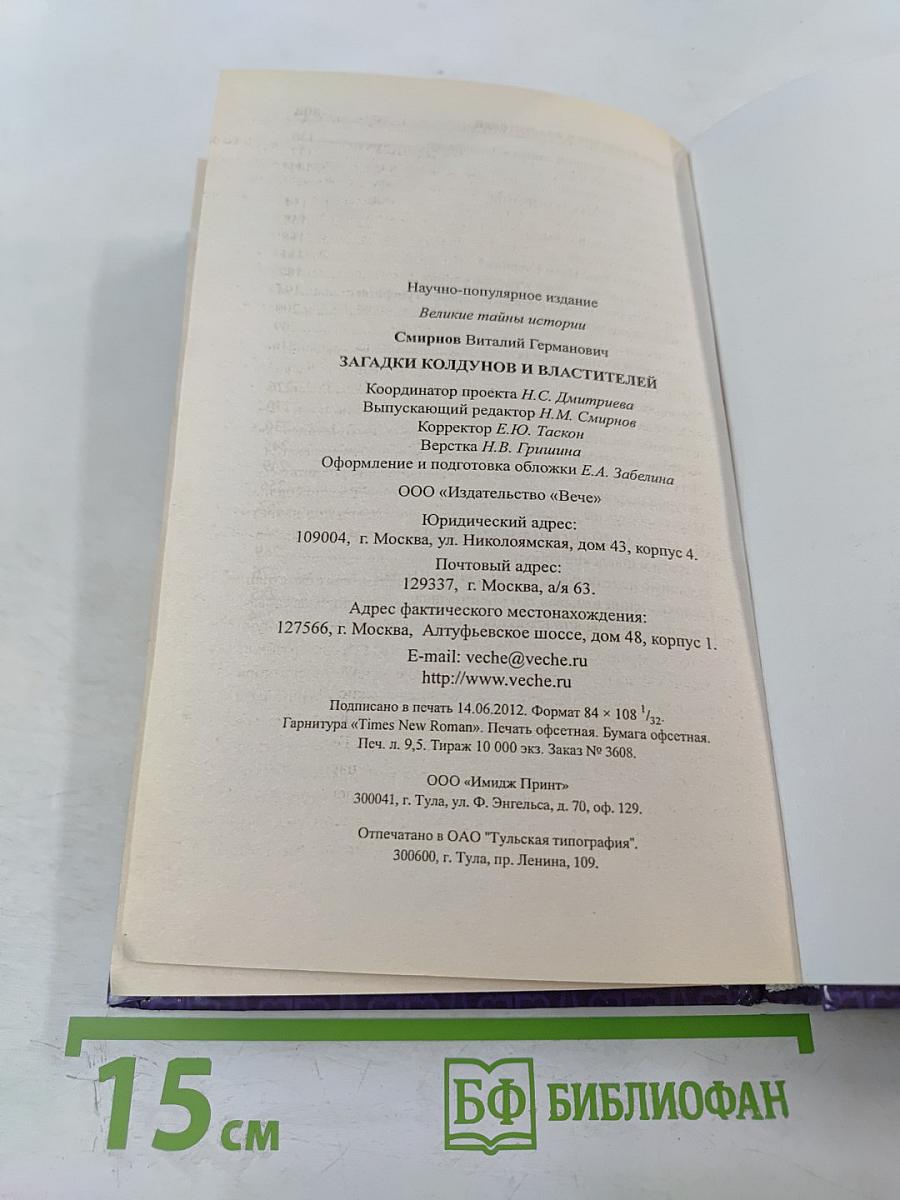 Научно-популярное издание
Великие тайны истории
Смирнов Виталий Германович
ЗАГАДКИ КОЛДУНОВ И ВЛАСТИТЕЛЕЙ
Координатор проекта Н.С. Дмитриева
Выпускающий редактор Н.М. Смирнов
Корректор Е.Ю. Таскон
Верстка Н.В. Гришина
Оформление и подготовка обложки Е.А. Забелина
ООО «Издательство «Вече»
Юридический адрес:
109004, г. Москва, ул. Николоямская, дом 43, корпус 4.
Почтовый адрес:
129337, г. Москва, а/я 63.
Адрес фактического местонахождения:
127566, г. Москва, Алтуфьевское шоссе, дом 48, корпус 1.
E-mail: veche@veche.ru
http://www.veche.ru
Подписано в печать 14.06.2012. Формат 84 × 108 1/32.
Гарнитура «Times New Roman». Печать офсетная. Бумага офсетная.
Печ. л. 9,5. Тираж 10 000 экз. Заказ № 3608.
ООО «Имидж Принт»
300041, г. Тула, ул. Ф. Энгельса, д. 70, оф. 129.
Отпечатано в ОАО "Тульская типография".
300600, г. Тула, пр. Ленина, 109.
15 см
БФ БИБЛИОФАН